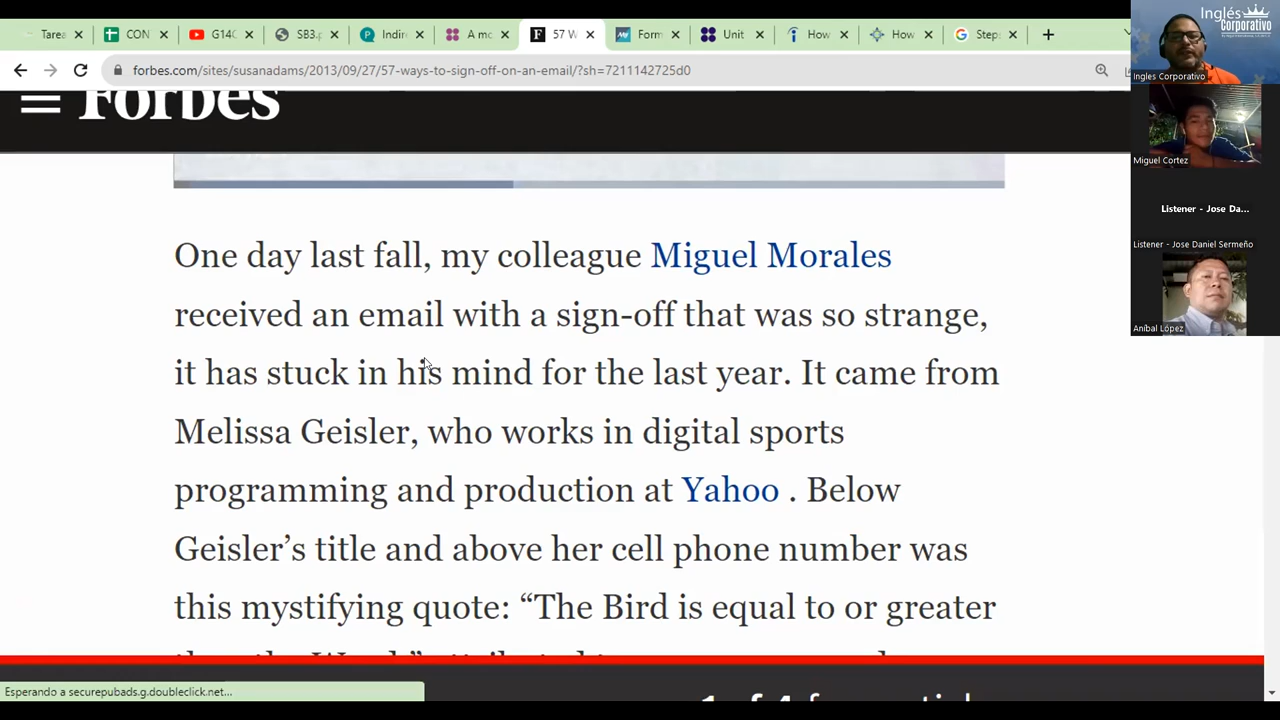 Tarea
CON
G14C
SB3.p
Indire
A mo
57 W
Form
Unit
How
How
Step
forbes.com/sites/susanadams/2013/09/27/57-ways-to-sign-off-on-an-email/?sh=7211142725d0
Forbes
One day last fall, my colleague Miguel Morales
received an email with a sign-off that was so strange,
it has stuck in his mind for the last year. It came from
Melissa Geisler, who works in digital sports
programming and production at Yahoo . Below
Geisler's title and above her cell phone number was
this mystifying quote: “The Bird is equal to or greater
Esperando a securepubads.g.doubleclick.net...
Inglés
Corporativo
Ingles Corporativo
Miguel Cortez
Listener - Jose Da...
Listener - Jose Daniel Sermeño
Aníbal López